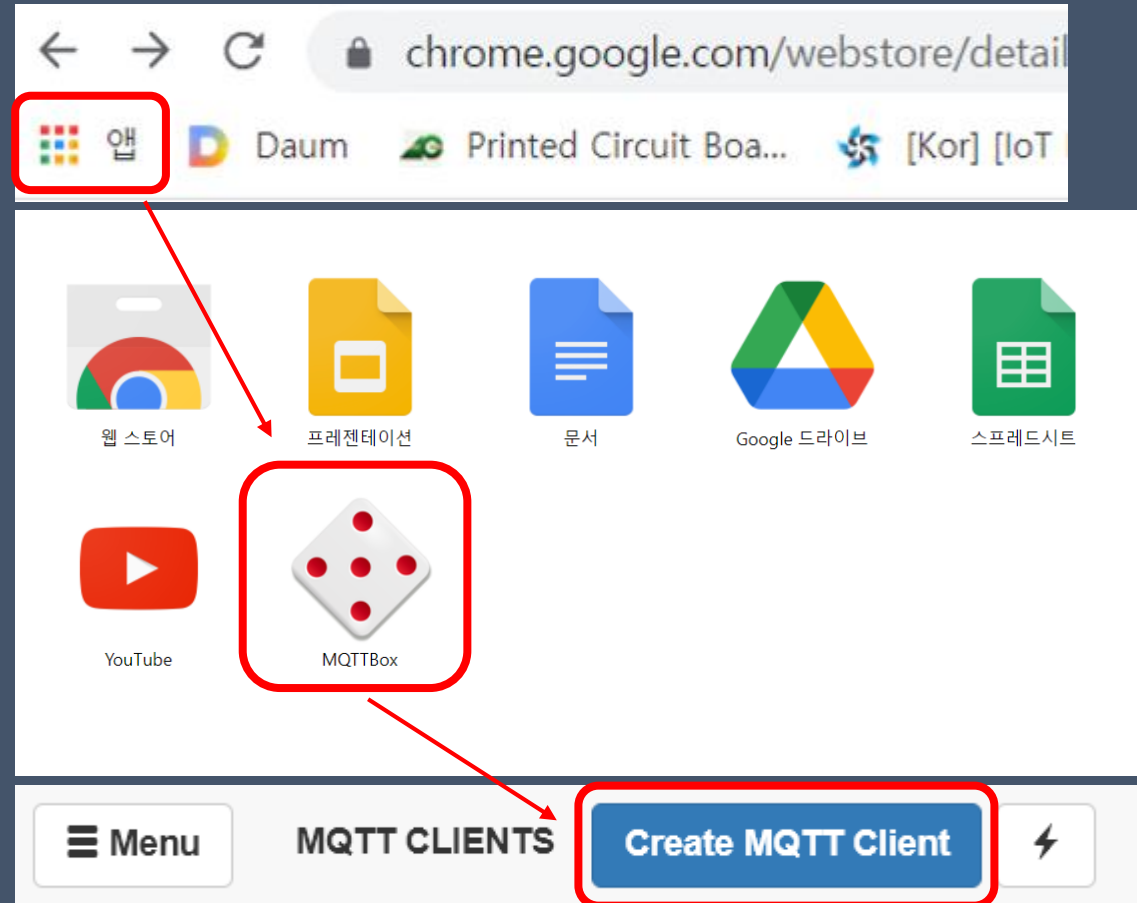 chrome.google.com/webstore/detail
앱 Daum Printed Circuit Boa... [Kor] [IoT
웹 스토어 프레젠테이션 문서 Google 드라이브 스프레드시트
YouTube MQTTBox
Menu MQTT CLIENTS Create MQTT Client